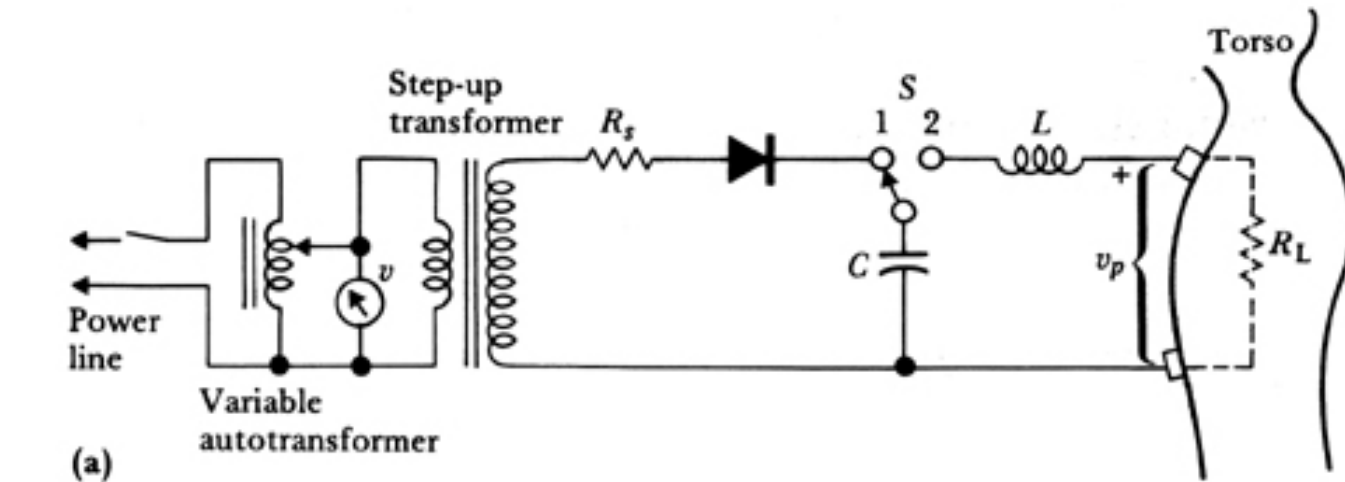 Torso
Step-up
transformer
R_s
S
1 2
L
+
v
C
v_p
R_L
Power
line
Variable
autotransformer
(a)